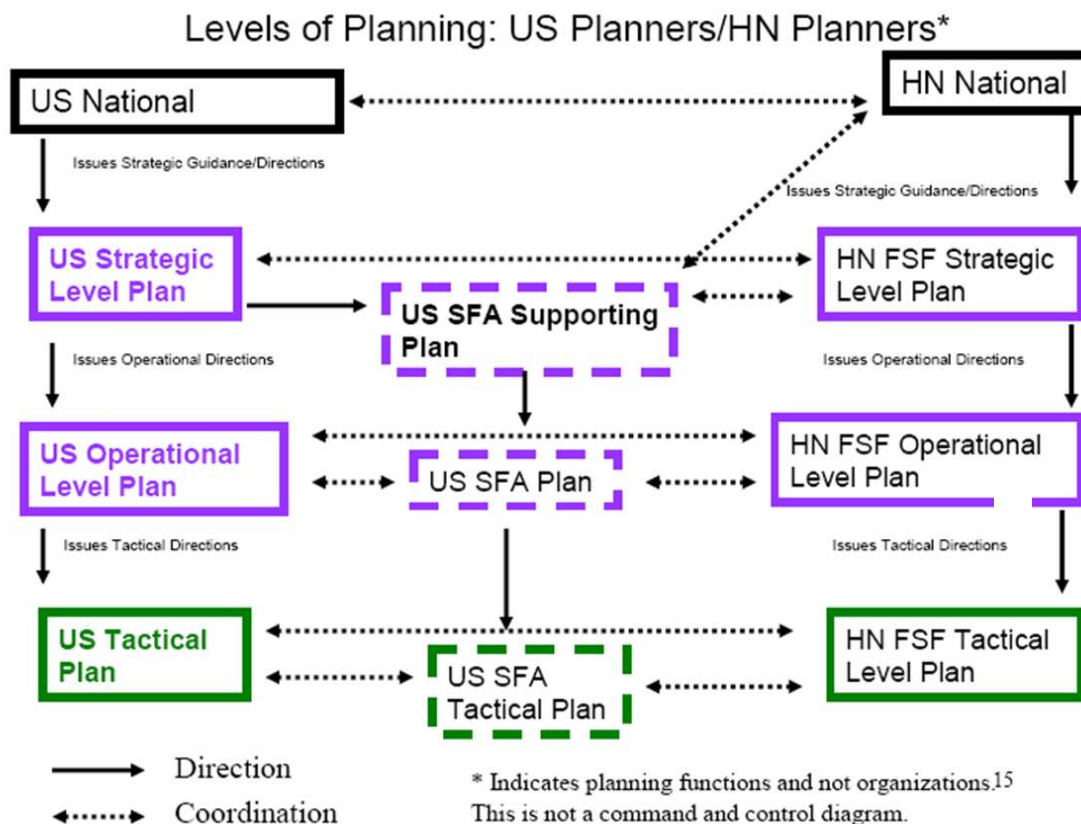 Levels of Planning: US Planners/HN Planners*
US National
HN National
Issues Strategic Guidance/Directions
Issues Strategic Guidance/Directions
US Strategic
Level Plan
HN FSF Strategic
Level Plan
US SFA Supporting
Plan
Issues Operational Directions
Issues Operational Directions
US Operational
Level Plan
US SFA Plan
HN FSF Operational
Level Plan
Issues Tactical Directions
Issues Tactical Directions
US Tactical
Plan
HN FSF Tactical
Level Plan
US SFA
Tactical Plan
Direction
Coordination
* Indicates planning functions and not organizations.15
This is not a command and control diagram.